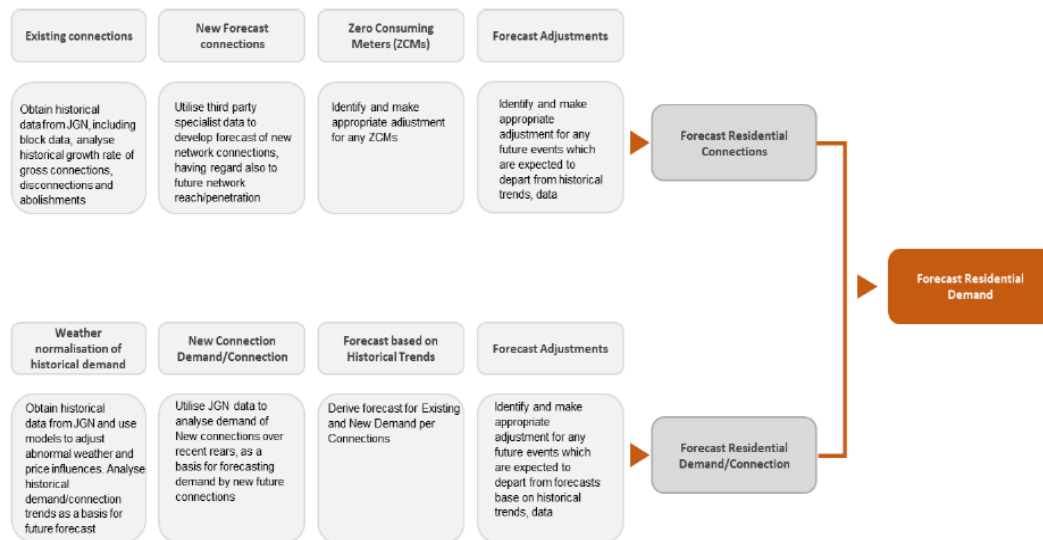 Existing connections
New Forecast
connections
Zero Consuming
Meters (ZCMs)
Forecast Adjustments
Obtain historical
data from JGN, including
block data, analyse
historical growth rate of
gross connections,
disconnections and
abolishments
Utilise third party
specialist data to
develop forecast of new
network connections,
having regard also to
future network
reach/penetration
Identify and make
appropriate adjustment
for any ZCMs
Identify and make
appropriate
adjustment for any
future events which
are expected to
depart from historical
trends, data
Forecast Residential
Connections
Forecast Residential
Demand
Weather
normalisation of
historical demand
New Connection
Demand/Connection
Forecast based on
Historical Trends
Forecast Adjustments
Obtain historical
data from JGN and use
models to adjust
abnormal weather and
price influences. Analyse
historical
demand/connection
trends as a basis for
future forecast
Utilise JGN data to
analyse demand of
New connections over
recent rears, as a
basis for forecasting
demand by new future
connections
Derive forecast for Existing
and New Demand per
Connections
Identify and make
appropriate
adjustment for any
future events which
are expected to
depart from forecasts
base on historical
trends, data
Forecast Residential
Demand/Connection